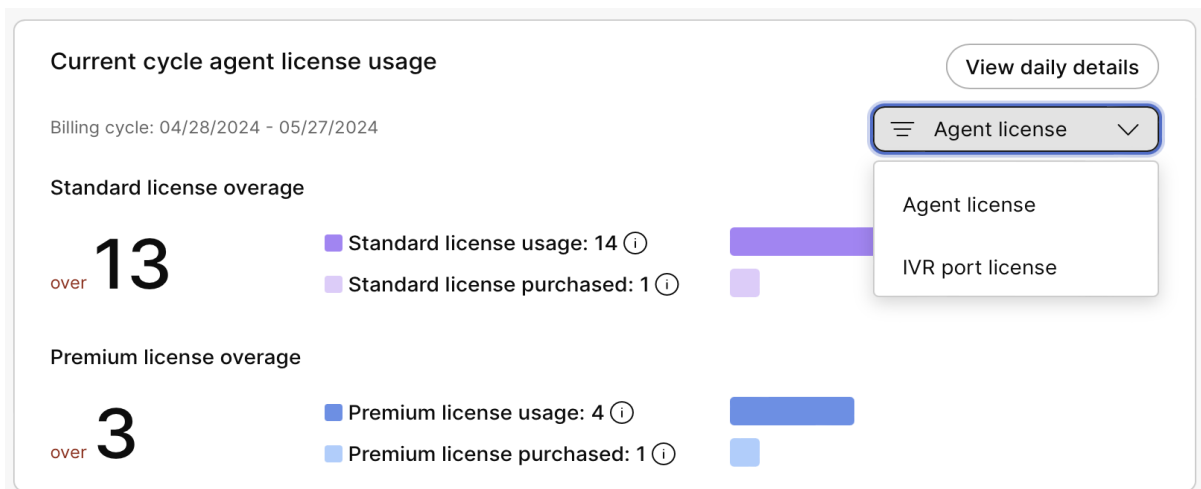 Current cycle agent license usage
View daily details
Billing cycle: 04/28/2024 - 05/27/2024
Agent license
Standard license overage
Agent license
over 13
Standard license usage: 14
IVR port license
Standard license purchased: 1
Premium license overage
over 3
Premium license usage: 4
Premium license purchased: 1